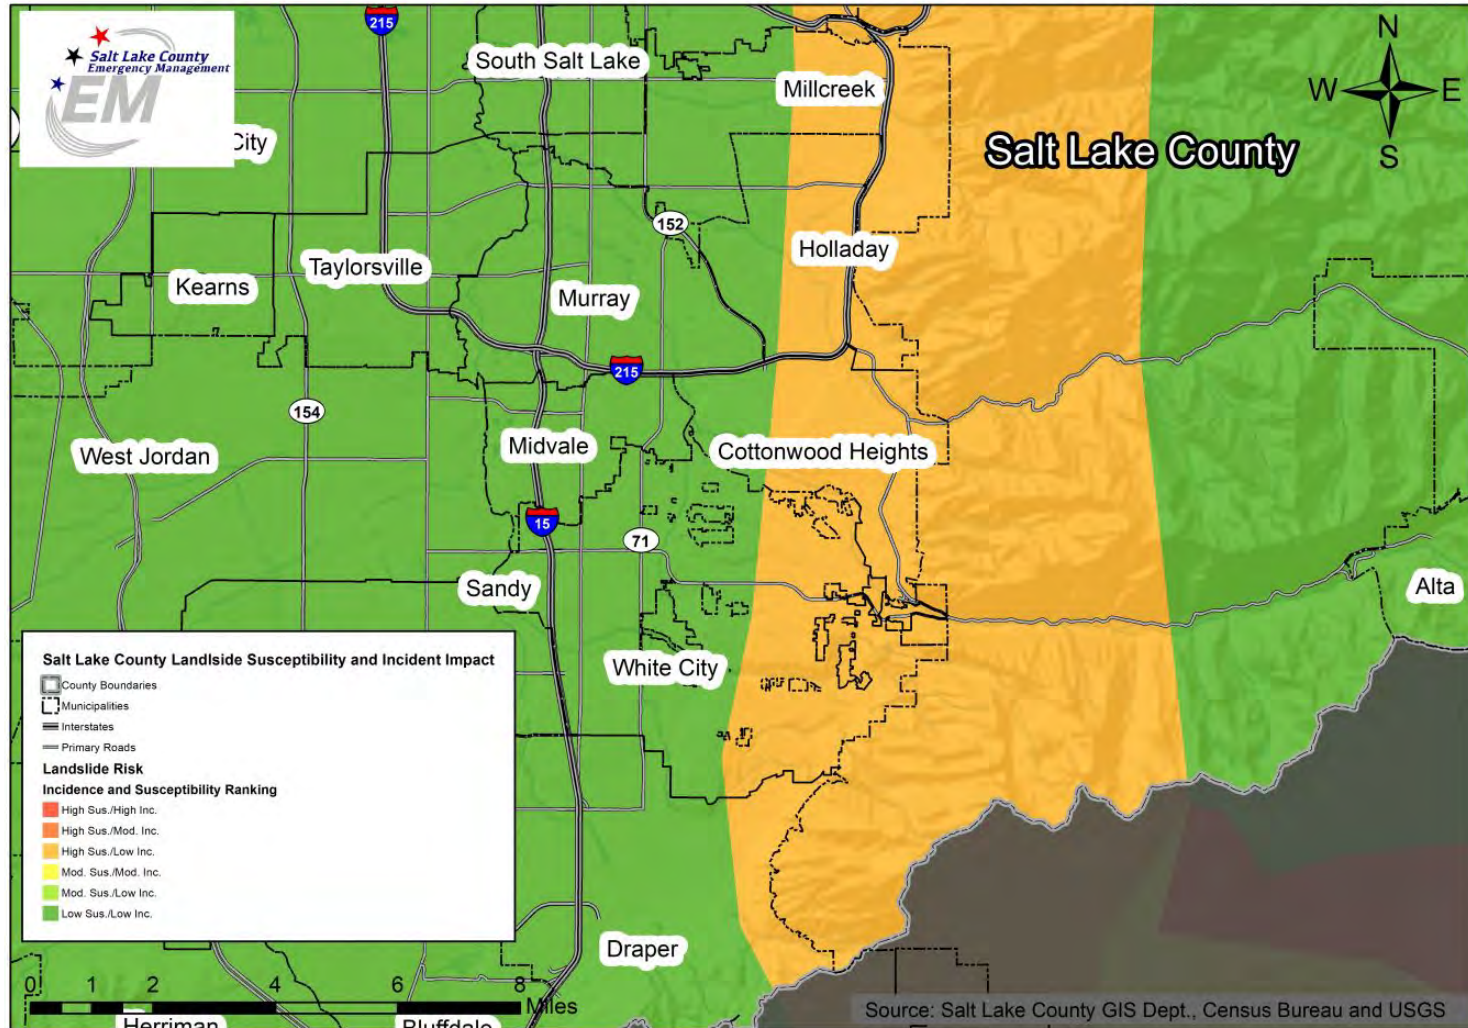 215
Salt Lake County
Emergency Management
EM
South Salt Lake
Millcreek
N
W
E
S
City
Salt Lake County
152
Holladay
Taylorsville
Kearns
Murray
215
154
Midvale
Cottonwood Heights
West Jordan
15
71
Sandy
Alta
White City
Salt Lake County Landlside Susceptibility and Incident Impact
County Boundaries
Municipalities
Interstates
Primary Roads
Landslide Risk
Incidence and Susceptibility Ranking
High Sus./High Inc.
High Sus./Mod. Inc.
High Sus./Low Inc.
Mod. Sus./Mod. Inc.
Mod. Sus./Low Inc.
Low Sus./Low Inc.
Draper
0 1 2 4 6 8
Miles
Herriman
Bluffdale
Source: Salt Lake County GIS Dept., Census Bureau and USGS